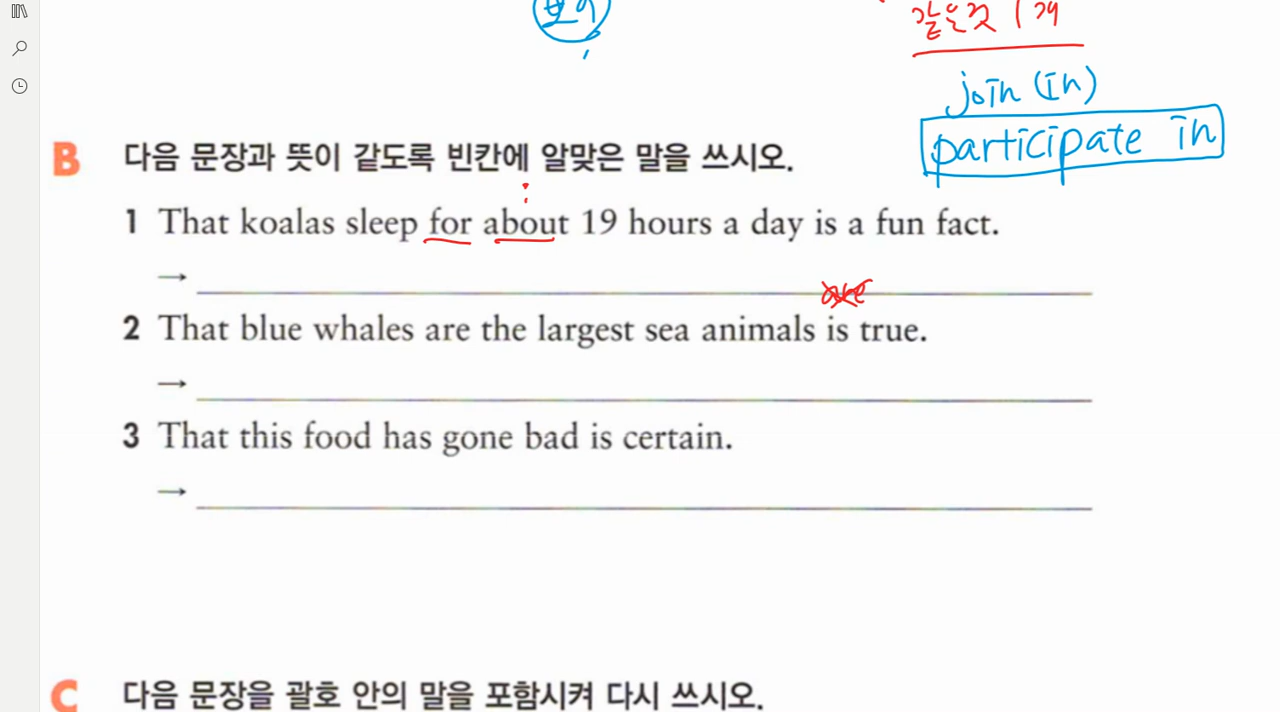 보어
같은것 1개
join (in)
participate in
B 다음 문장과 뜻이 같도록 빈칸에 알맞은 말을 쓰시오.
1 That koalas sleep for about 19 hours a day is a fun fact.
→
are
2 That blue whales are the largest sea animals is true.
→
3 That this food has gone bad is certain.
→
C 다음 문장을 괄호 안의 말을 포함시켜 다시 쓰시오.